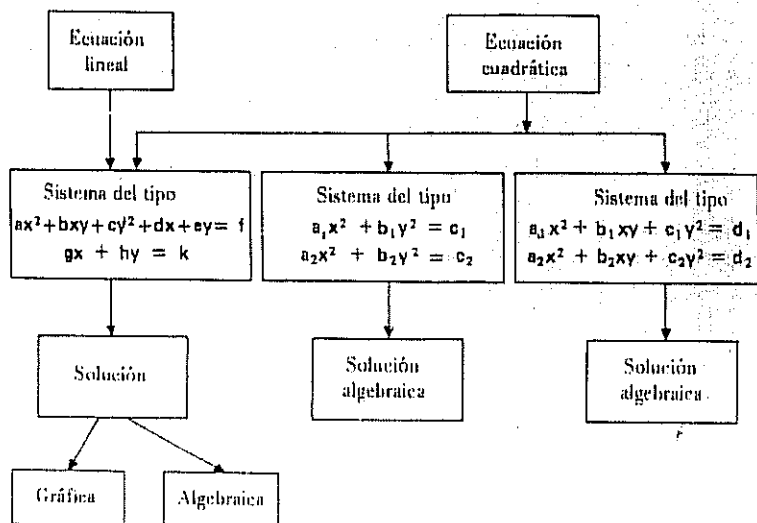 Ecuación
lineal
Ecuación
cuadrática
Sistema del tipo
ax²+bxy+cy²+dx+ey= f
gx + hy = k
Sistema del tipo
a₁x² + b₁y² = c₁
a₂x² + b₂y² = c₂
Sistema del tipo
a₁x² + b₁xy + c₁y² = d₁
a₂x² + b₂xy + c₂y² = d₂
Solución
Solución
algebraica
Solución
algebraica
Gráfica
Algebraica